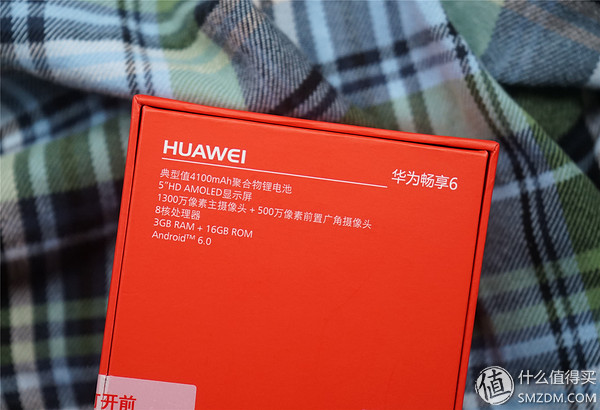 HUAWEI
华为畅享6
典型值4100mAh聚合物锂电池
5"HD AMOLED显示屏
1300万像素主摄像头+500万像素前置广角摄像头
8核处理器
3GB RAM + 16GB ROM
Android™ 6.0
打开前
值 什么值得买
SMZDM.COM